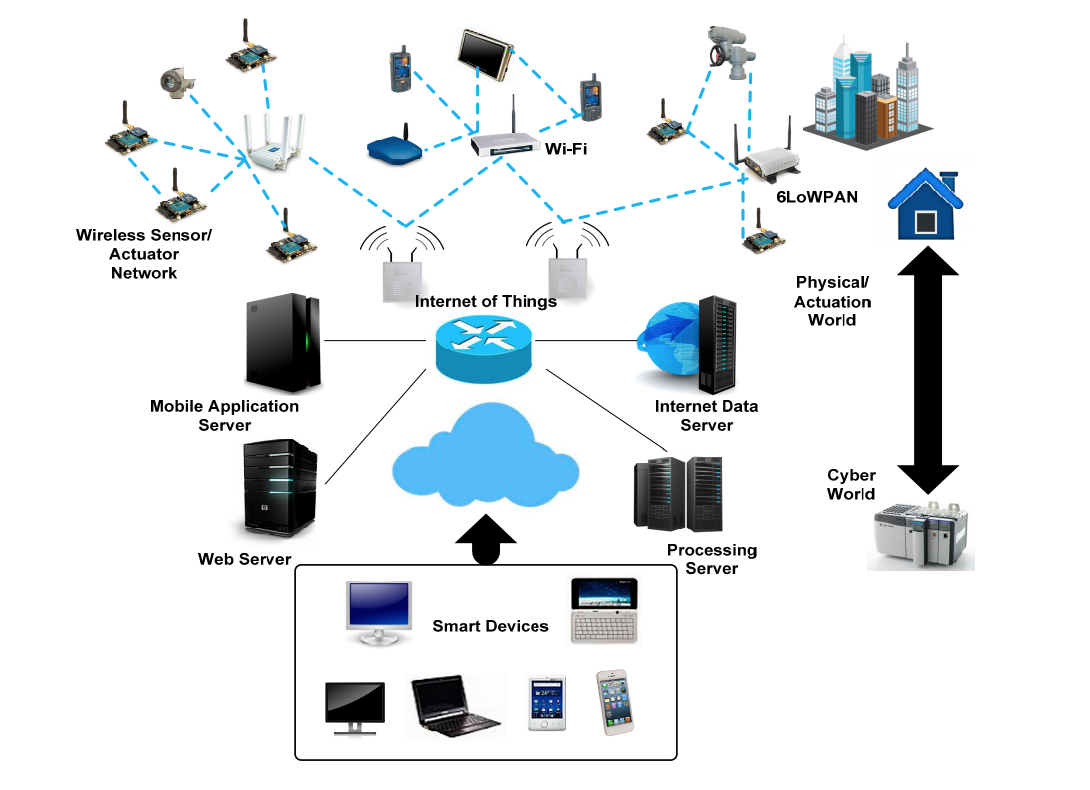 Wi-Fi
6LoWPAN
Wireless Sensor/
Actuator
Network
Physical/
Actuation
World
Internet of Things
Mobile Application
Server
Internet Data
Server
Cyber
World
Web Server
Processing
Server
Smart Devices